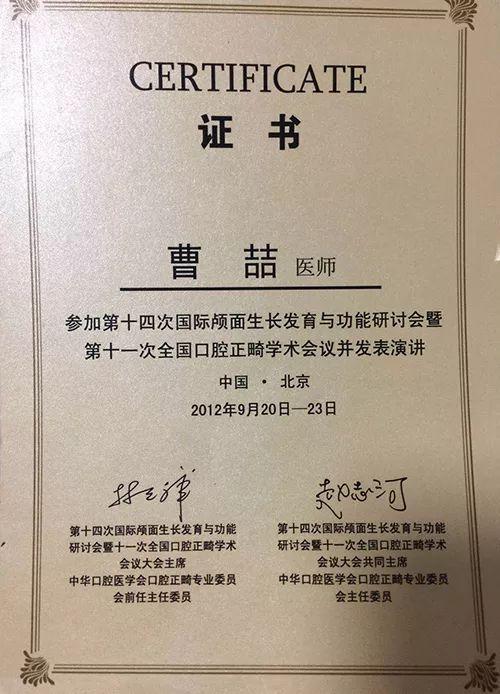 CERTIFICATE
证 书
曹 喆 医师
参加第十四次国际颅面生长发育与功能研讨会暨
第十一次全国口腔正畸学术会议并发表演讲
中国·北京
2012年9月20日—23日
林久祥
赵志河
第十四次国际颅面生长发育与功能
研讨会暨十一次全国口腔正畸学术
会议大会主席
中华口腔医学会口腔正畸专业委员
会前任主任委员
第十四次国际颅面生长发育与功能
研讨会暨十一次全国口腔正畸学术
会议大会共同主席
中华口腔医学会口腔正畸专业委员
会主任委员